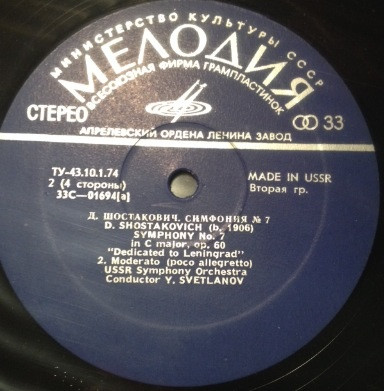 МИНИСТЕРСТВО КУЛЬТУРЫ СССР
МЕЛОДИЯ
ВСЕСОЮЗНАЯ ФИРМА ГРАМПЛАСТИНОК
СТЕРЕО
33
АПРЕЛЕВСКИЙ ОРДЕНА ЛЕНИНА ЗАВОД
ТУ-43.10.1.74
2 (4 стороны)
33С—01694[а]
MADE IN USSR
Вторая гр.
Д. ШОСТАКОВИЧ. СИМФОНИЯ № 7
D. SHOSTAKOVICH (b. 1906)
SYMPHONY No. 7
in C major, op. 60
"Dedicated to Leningrad"
2. Moderato (poco allegretto)
USSR Symphony Orchestra
Conductor Y. SVETLANOV